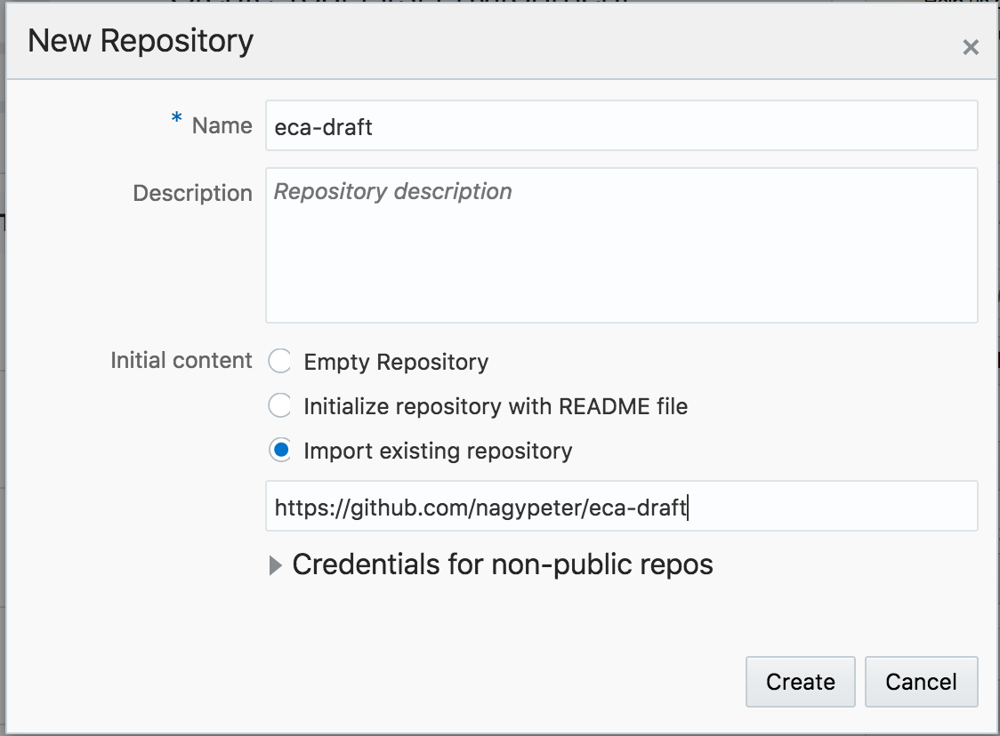 New Repository
×
* Name
eca-draft
Description
Repository description
Initial content
Empty Repository
Initialize repository with README file
Import existing repository
https://github.com/nagypeter/eca-draft
Credentials for non-public repos
Create
Cancel